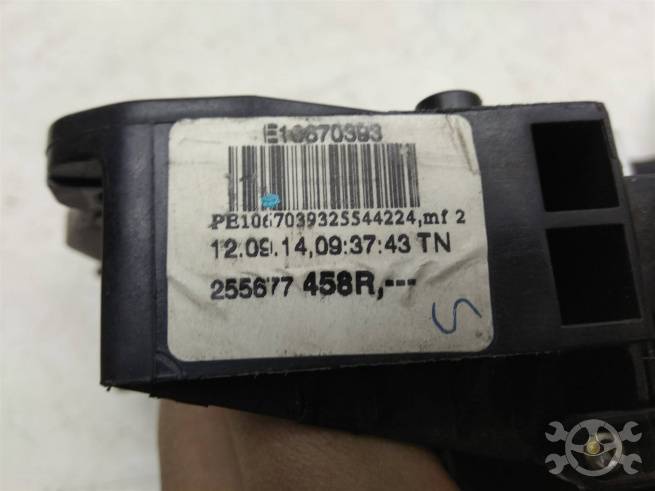 E10670393
PE1067039325544224,mf 2
12.09.14,09:37:43 TN
255677 458R,---
S